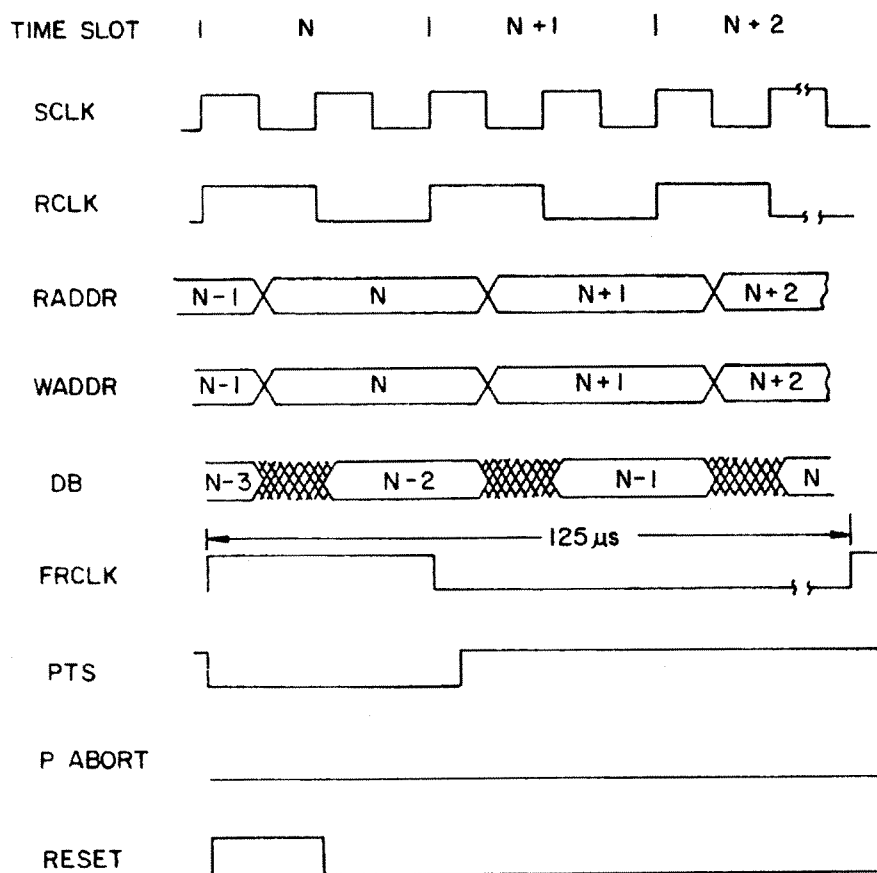 TIME SLOT | N | N+1 | N+2
SCLK
RCLK
RADDR N-1 N N+1 N+2
WADDR N-1 N N+1 N+2
DB N-3 N-2 N-1 N
125 μs
FRCLK
PTS
P ABORT
RESET